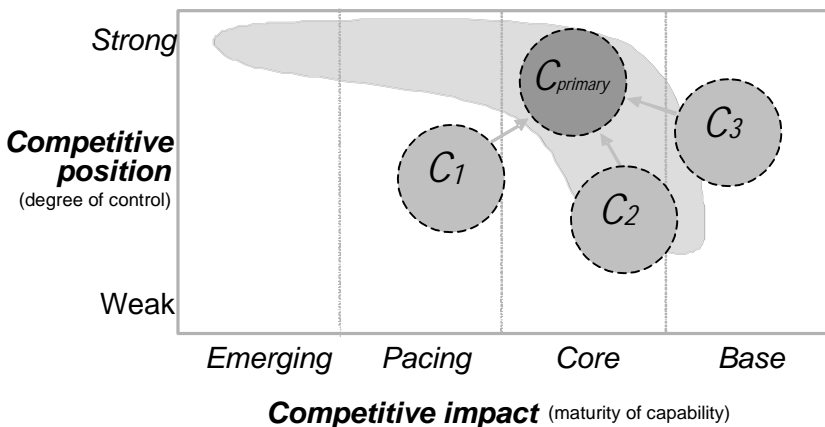 Strong
Cprimary
C3
Competitive
position
(degree of control)
C1
C2
Weak
Emerging Pacing Core Base
Competitive impact (maturity of capability)